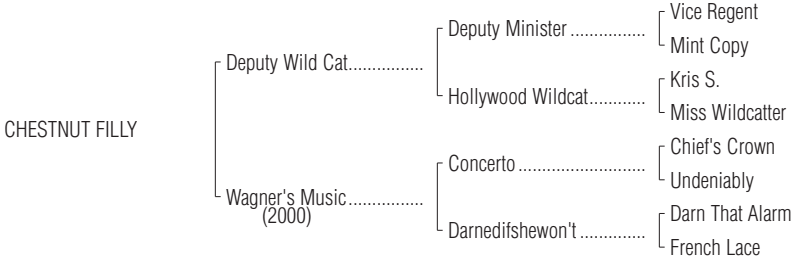 Vice Regent
Deputy Minister ................
Mint Copy
Deputy Wild Cat................
Kris S.
Hollywood Wildcat............
Miss Wildcatter
CHESTNUT FILLY
Chief's Crown
Concerto ...........................
Undeniably
Wagner's Music................
(2000)
Darn That Alarm
Darnedifshewon't ..............
French Lace